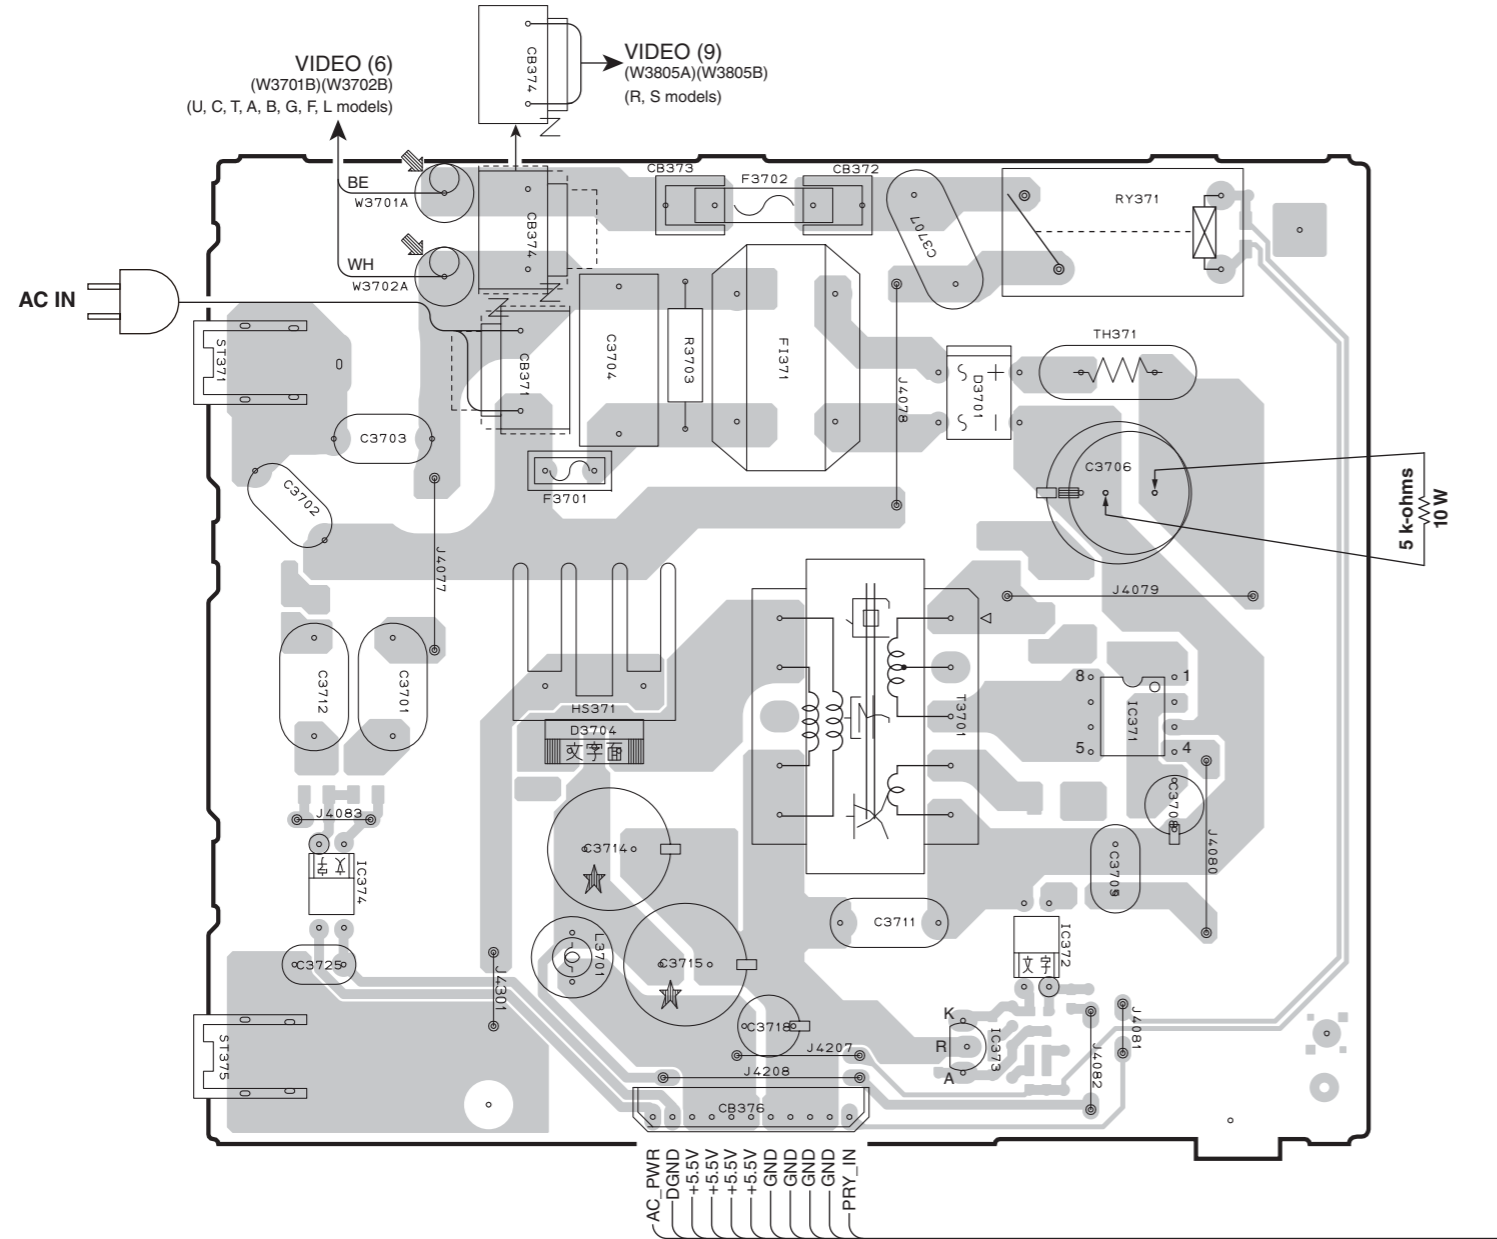 CB374
VIDEO (6)
(W3701B)(W3702B)
(U, C, T, A, B, G, F, L models)
VIDEO (9)
(W3805A)(W3805B)
(R, S models)
BE
W3701A
WH
W3702A
CB374
CB373
F3702
CB372
C3707
RY371
AC IN
ST371
CB371
C3704
R3703
FI371
J4078
D3701
TH371
C3703
C3702
F3701
C3706
5 k-ohms
10 W
J4077
J4079
C3712
C3701
HS371
D3704
文字面
T3701
8
1
IC371
5
4
J4083
C3708
J4080
C3709
C3714
文字
IC374
C3711
IC372
文字
C3725
L3701
C3715
J4301
C3718
K
R
A
IC373
J4081
J4082
ST375
J4207
J4208
CB376
AC_PWR
DGND
+5.5V
+5.5V
+5.5V
+5.5V
GND
GND
GND
GND
PRY_IN